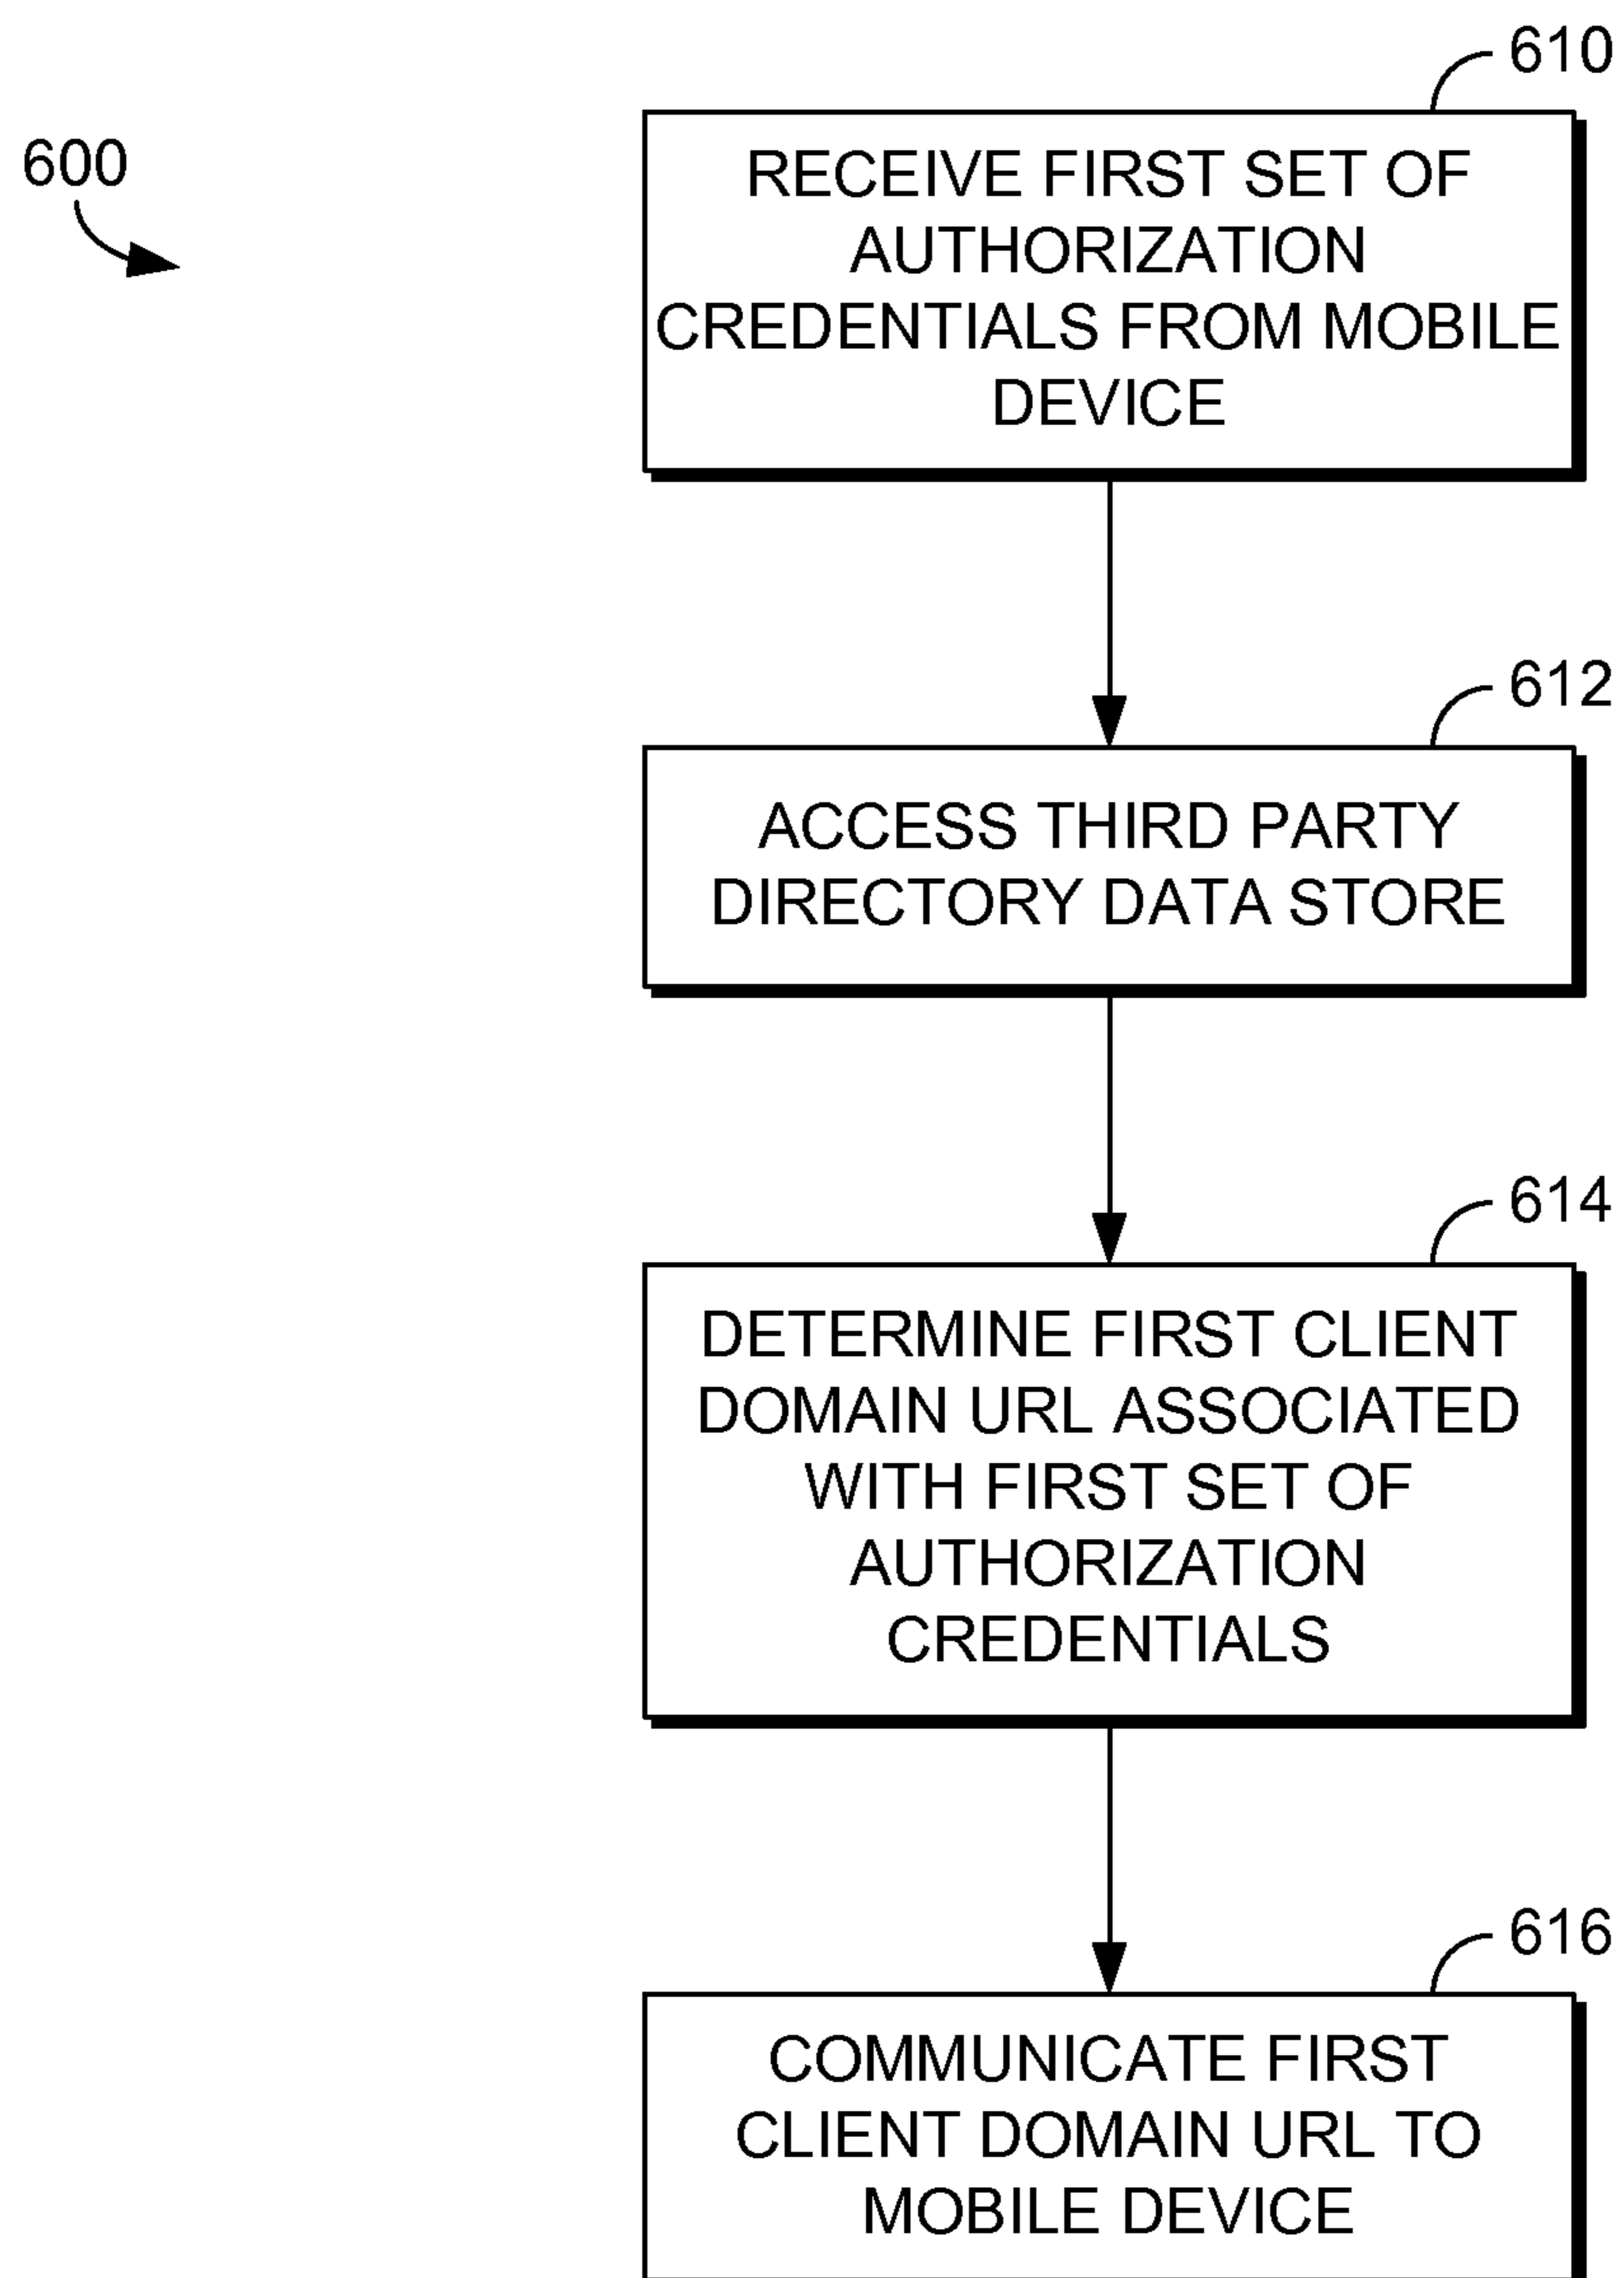 610
600
RECEIVE FIRST SET OF
AUTHORIZATION
CREDENTIALS FROM MOBILE
DEVICE
612
ACCESS THIRD PARTY
DIRECTORY DATA STORE
614
DETERMINE FIRST CLIENT
DOMAIN URL ASSOCIATED
WITH FIRST SET OF
AUTHORIZATION
CREDENTIALS
616
COMMUNICATE FIRST
CLIENT DOMAIN URL TO
MOBILE DEVICE